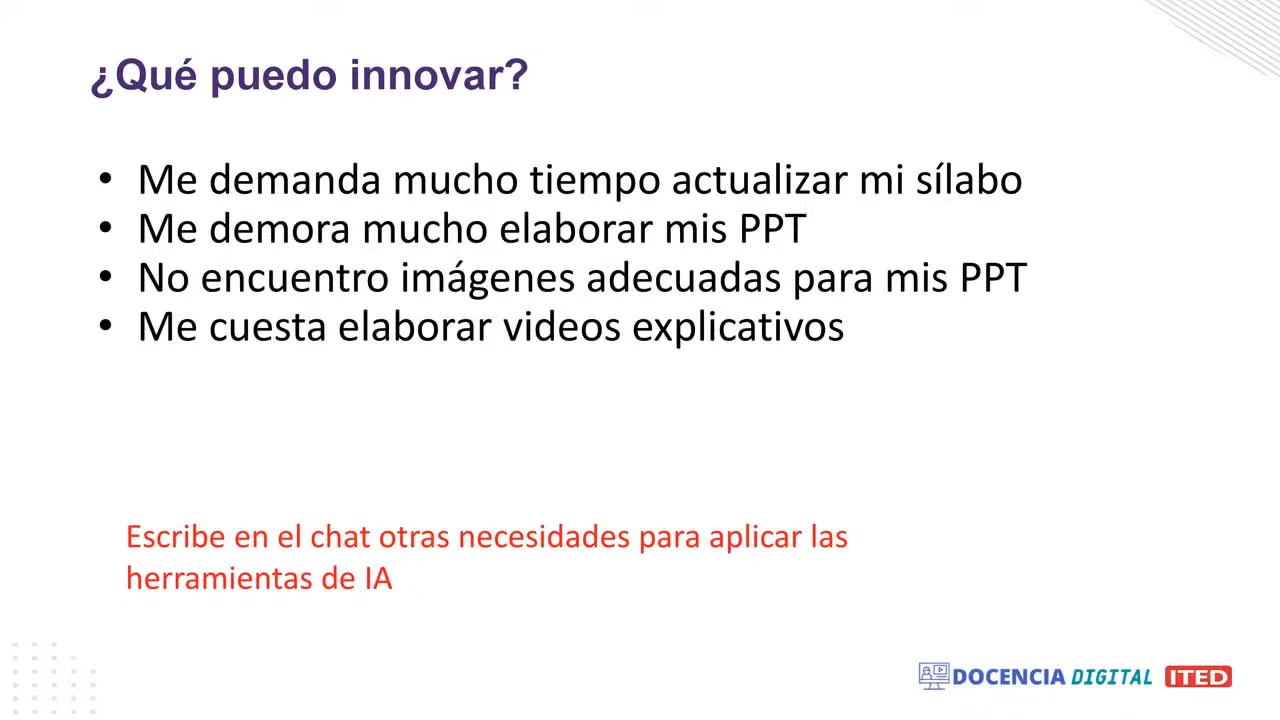 ¿Qué puedo innovar?
• Me demanda mucho tiempo actualizar mi sílabo
• Me demora mucho elaborar mis PPT
• No encuentro imágenes adecuadas para mis PPT
• Me cuesta elaborar videos explicativos
Escribe en el chat otras necesidades para aplicar las
herramientas de IA
DOCENCIA DIGITAL ITED